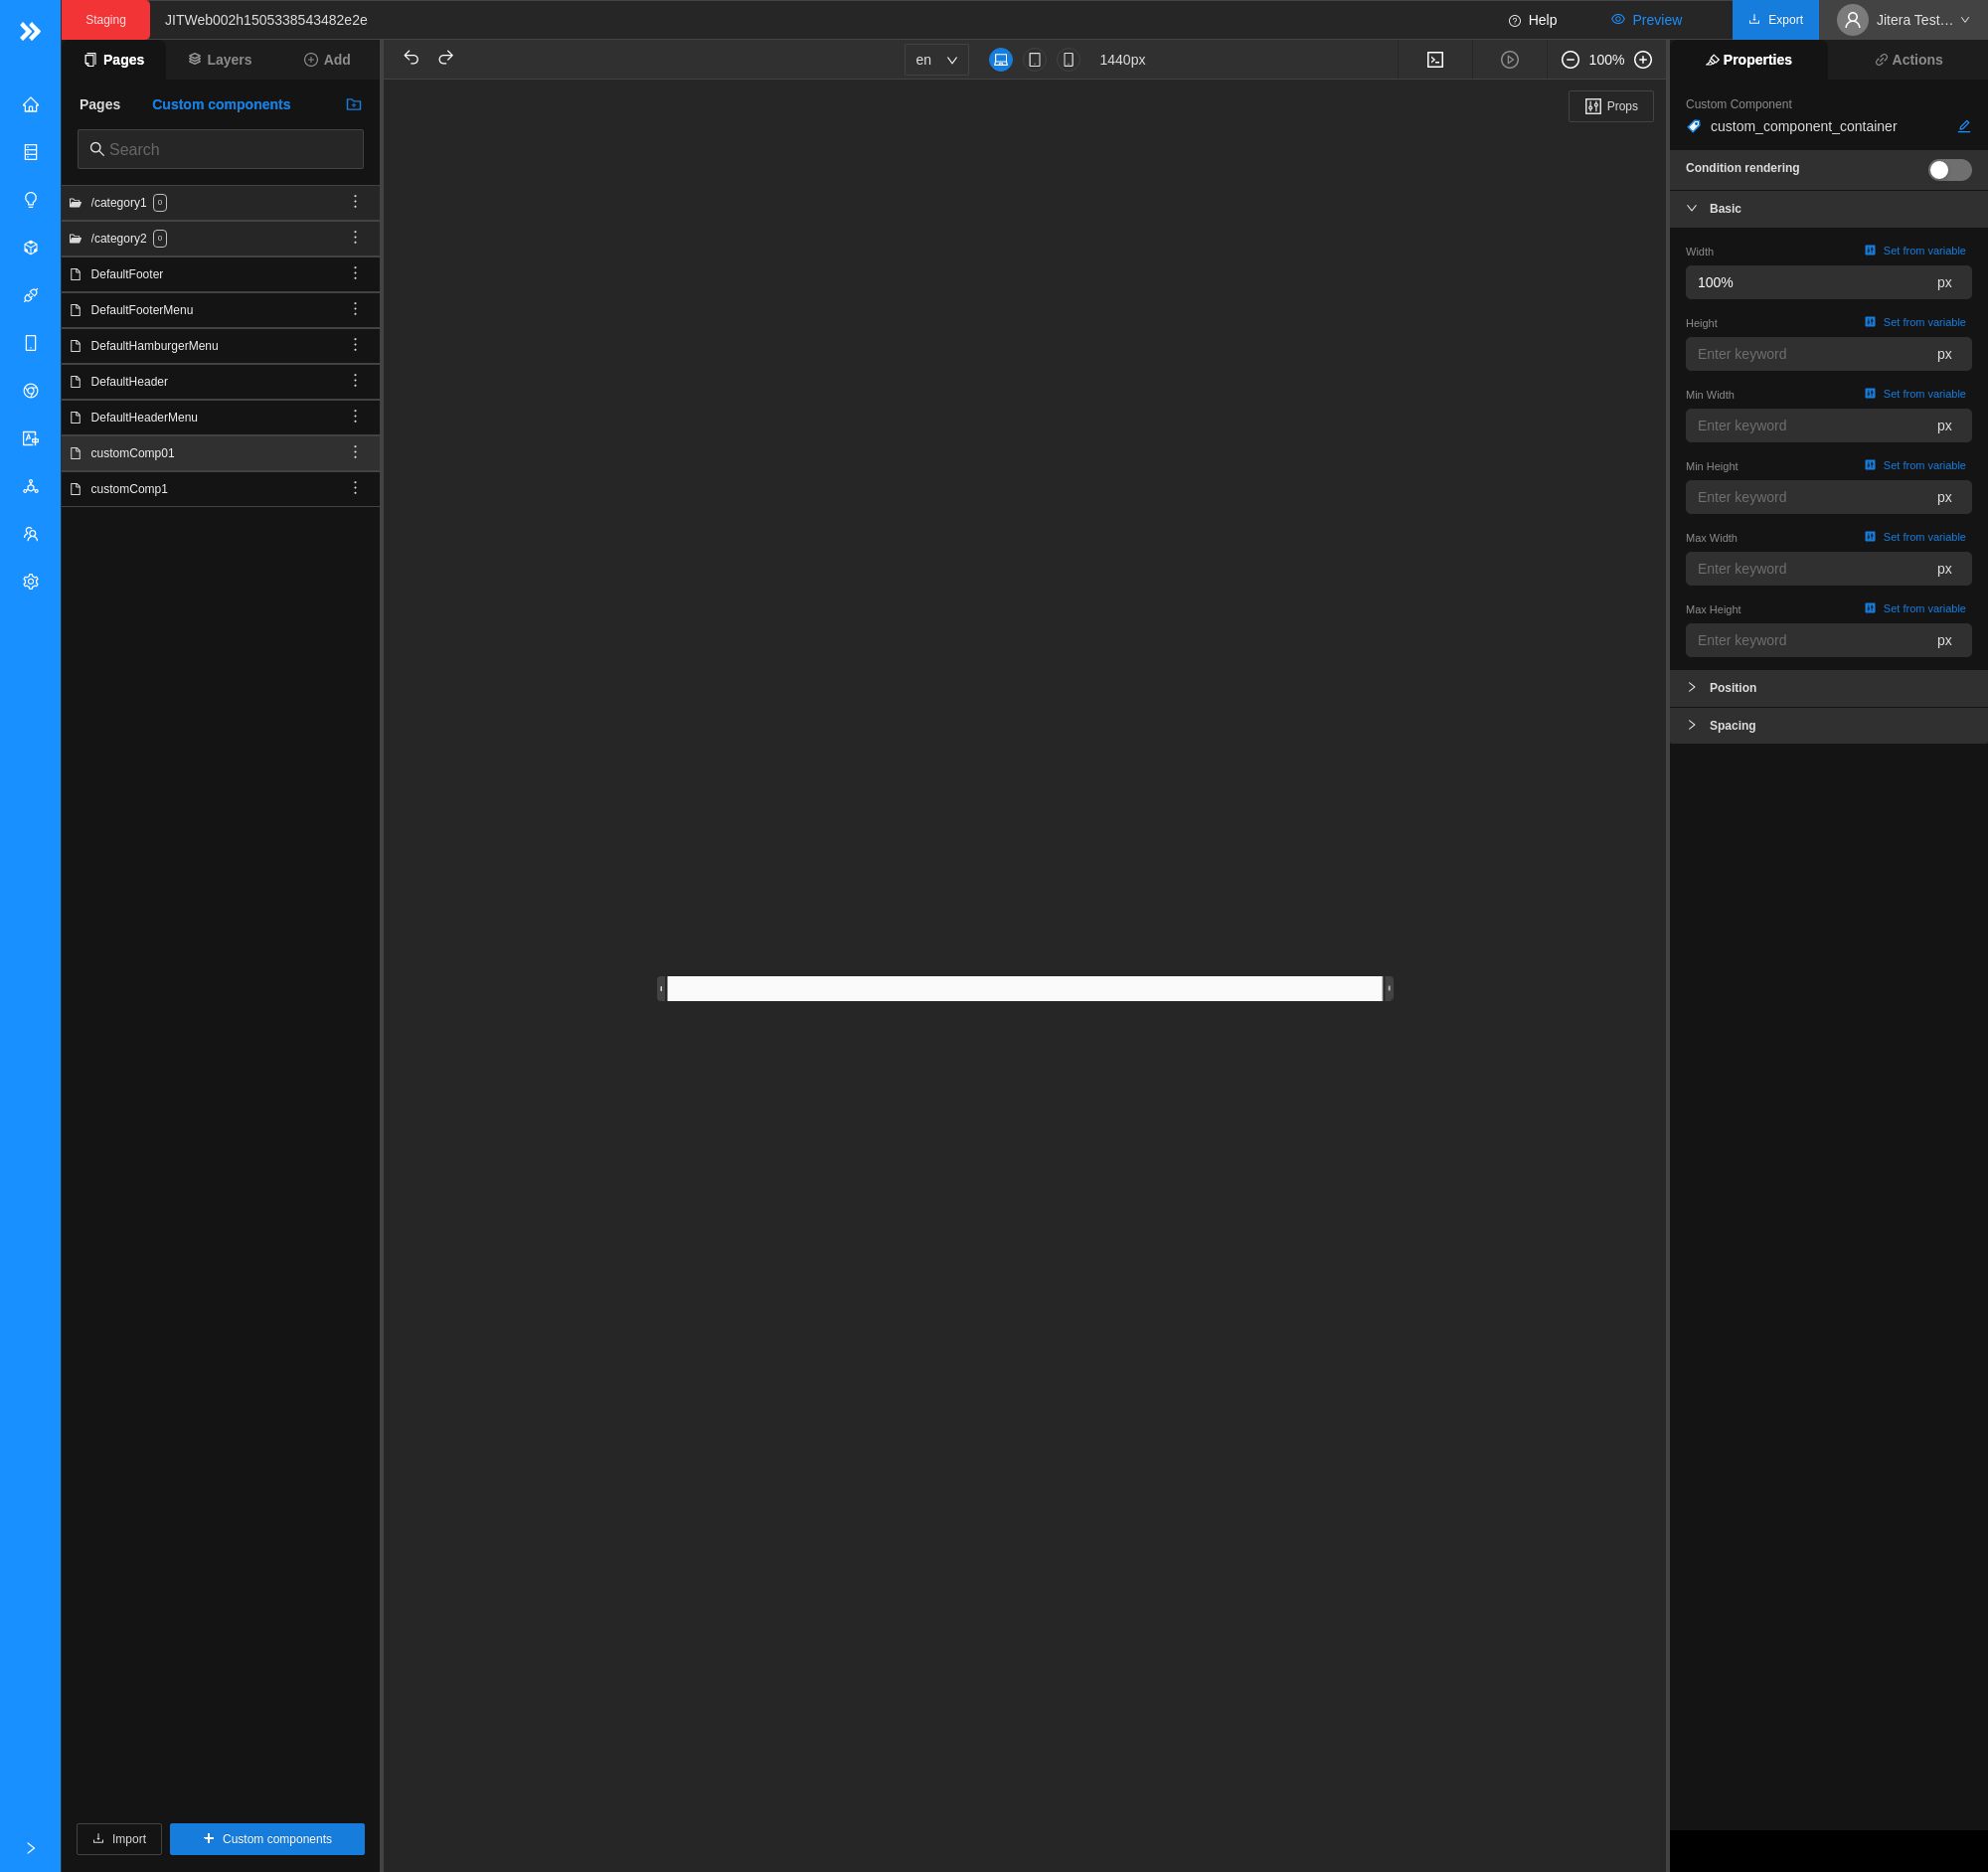 Staging
JITWeb002h1505338543482e2e
Help
Preview
Export
Jitera Test...
Pages
Layers
Add
en
1440px
100%
Properties
Actions
Pages
Custom components
Search
/category1 0
/category2 0
DefaultFooter
DefaultFooterMenu
DefaultHamburgerMenu
DefaultHeader
DefaultHeaderMenu
customComp01
customComp1
Import
Custom components
Props
Custom Component
custom_component_container
Condition rendering
Basic
Width
Set from variable
100%
px
Height
Set from variable
Enter keyword
px
Min Width
Set from variable
Enter keyword
px
Min Height
Set from variable
Enter keyword
px
Max Width
Set from variable
Enter keyword
px
Max Height
Set from variable
Enter keyword
px
Position
Spacing